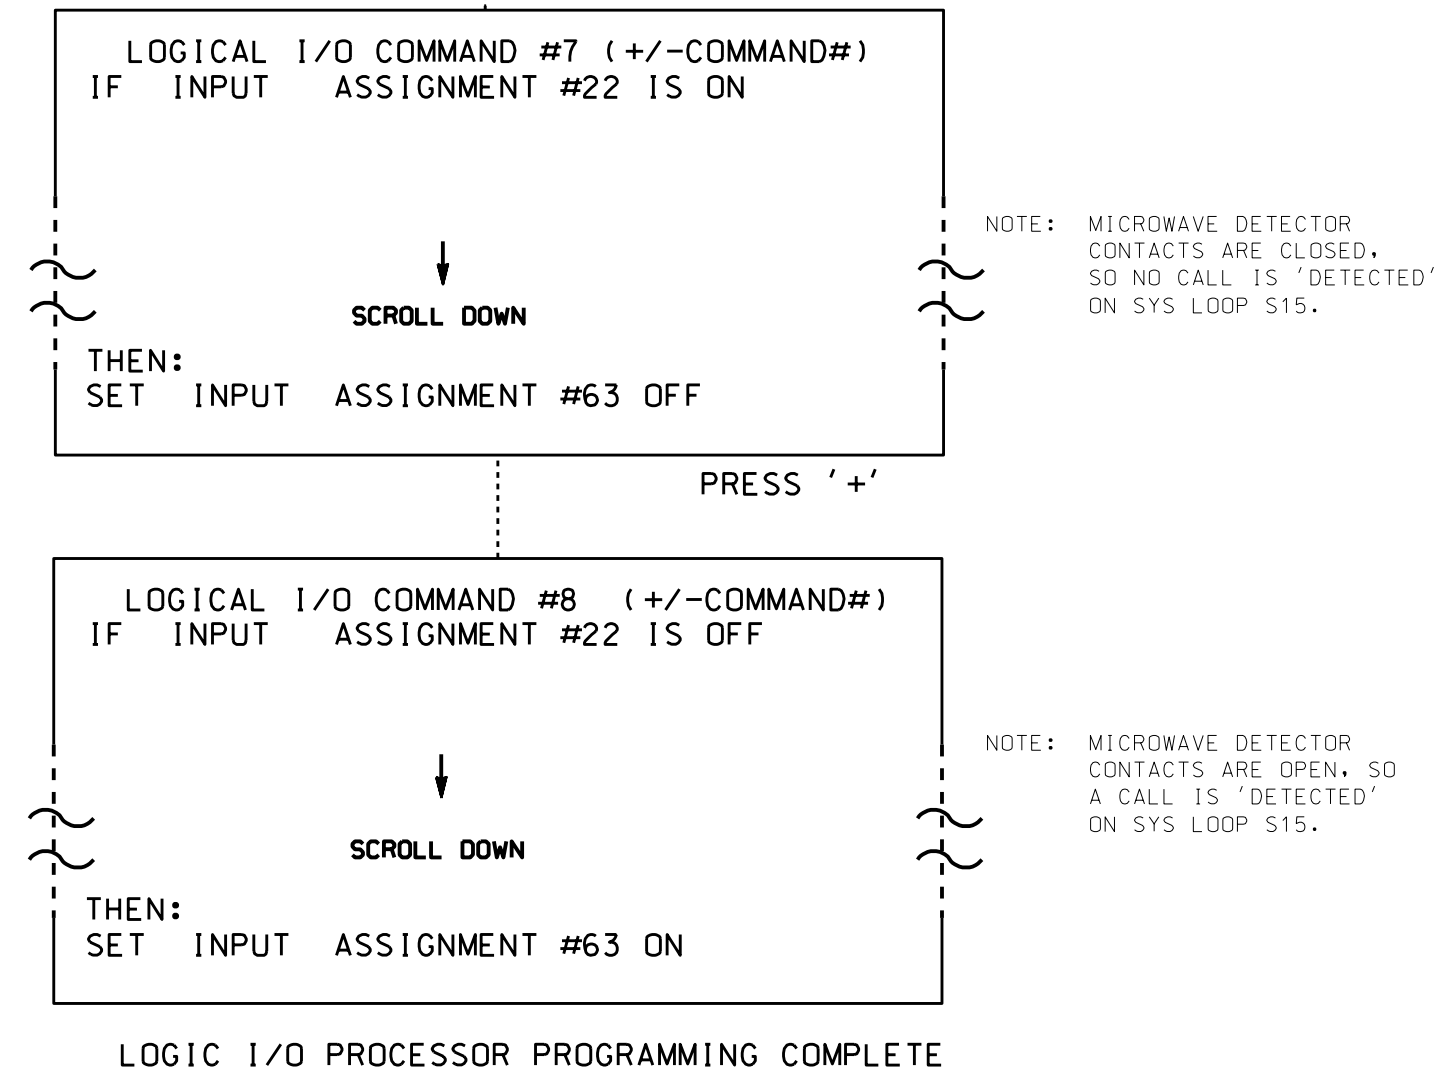 LOGICAL I/O COMMAND #7 (+/-COMMAND#)
IF INPUT ASSIGNMENT #22 IS ON
NOTE: MICROWAVE DETECTOR
CONTACTS ARE CLOSED,
SO NO CALL IS 'DETECTED'
ON SYS LOOP S15.
SCROLL DOWN
THEN:
SET INPUT ASSIGNMENT #63 OFF
PRESS '+'
LOGICAL I/O COMMAND #8 (+/-COMMAND#)
IF INPUT ASSIGNMENT #22 IS OFF
NOTE: MICROWAVE DETECTOR
CONTACTS ARE OPEN, SO
A CALL IS 'DETECTED'
ON SYS LOOP S15.
SCROLL DOWN
THEN:
SET INPUT ASSIGNMENT #63 ON
LOGIC I/O PROCESSOR PROGRAMMING COMPLETE